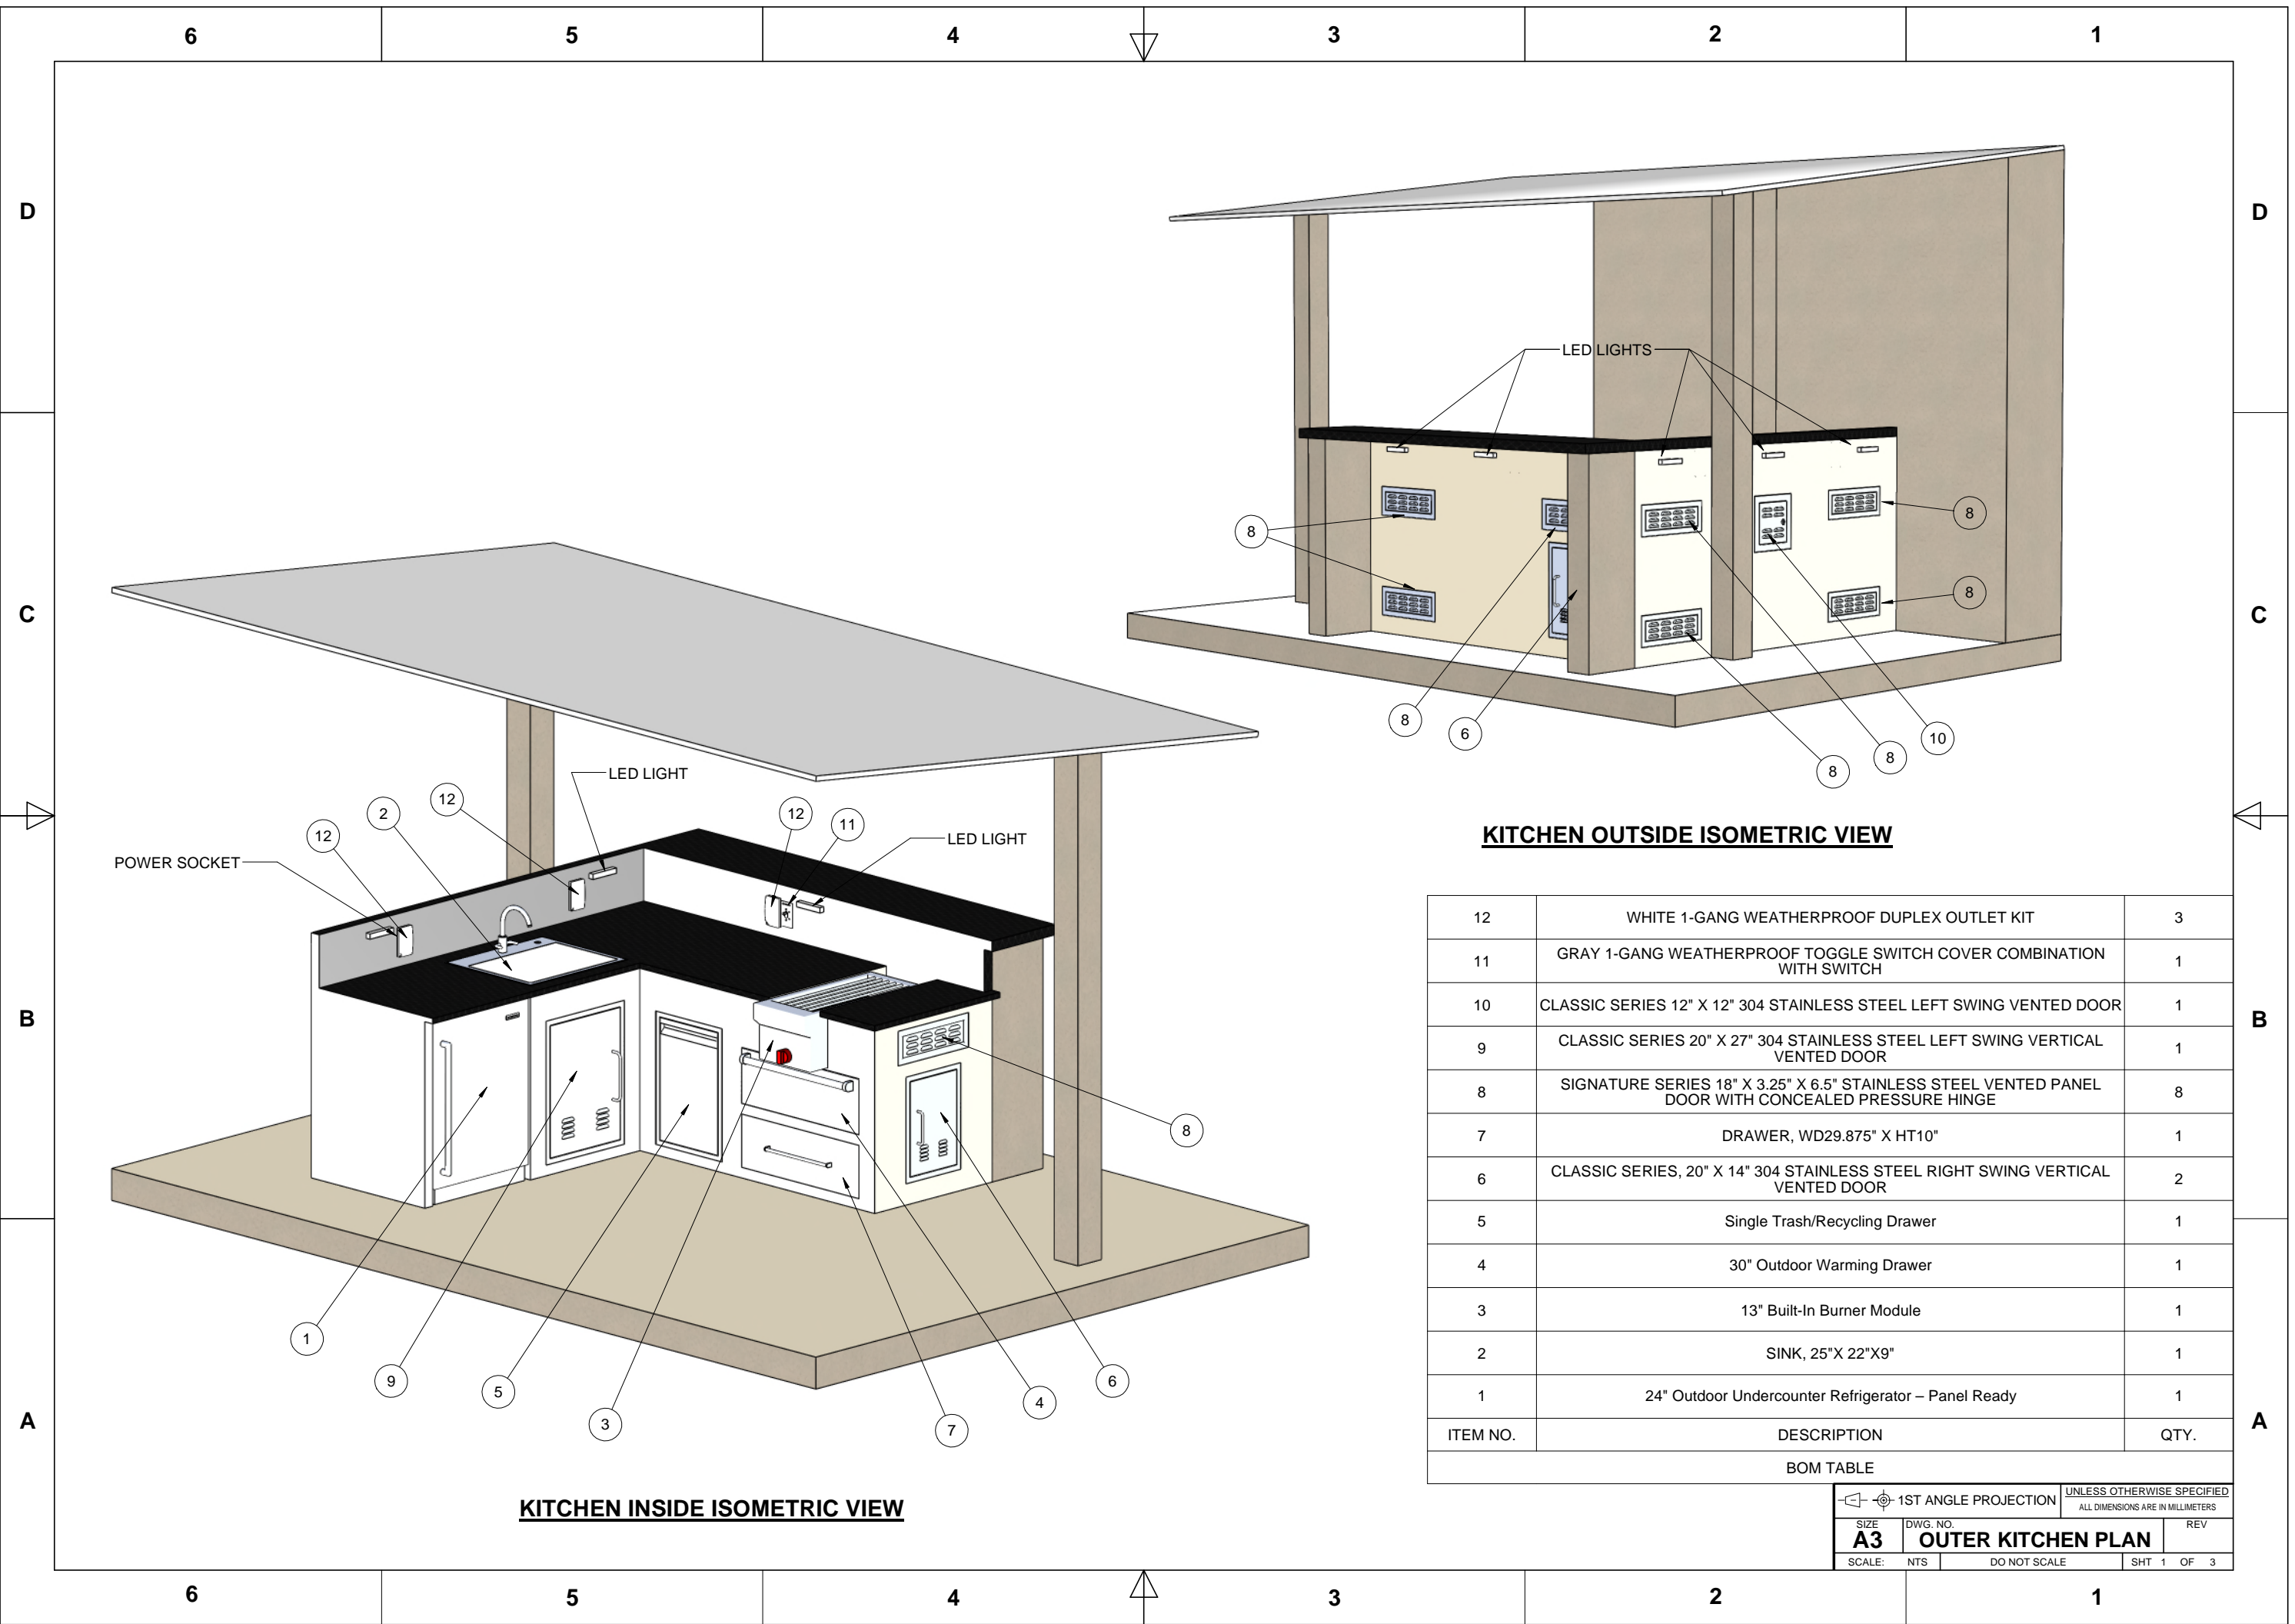 6 5 4 3 2 1
D D
C C
B B
A A
LED LIGHTS
8
8
8
8
6
8
8
10
KITCHEN OUTSIDE ISOMETRIC VIEW
LED LIGHT
12
2
12
12
11
LED LIGHT
POWER SOCKET
8
1
9
5
3
4
7
6
KITCHEN INSIDE ISOMETRIC VIEW
12 WHITE 1-GANG WEATHERPROOF DUPLEX OUTLET KIT 3
11 GRAY 1-GANG WEATHERPROOF TOGGLE SWITCH COVER COMBINATION
WITH SWITCH 1
10 CLASSIC SERIES 12" X 12" 304 STAINLESS STEEL LEFT SWING VENTED DOOR 1
9 CLASSIC SERIES 20" X 27" 304 STAINLESS STEEL LEFT SWING VERTICAL
VENTED DOOR 1
8 SIGNATURE SERIES 18" X 3.25" X 6.5" STAINLESS STEEL VENTED PANEL
DOOR WITH CONCEALED PRESSURE HINGE 8
7 DRAWER, WD29.875" X HT10" 1
6 CLASSIC SERIES, 20" X 14" 304 STAINLESS STEEL RIGHT SWING VERTICAL
VENTED DOOR 2
5 Single Trash/Recycling Drawer 1
4 30" Outdoor Warming Drawer 1
3 13" Built-In Burner Module 1
2 SINK, 25"X 22"X9" 1
1 24" Outdoor Undercounter Refrigerator – Panel Ready 1
ITEM NO. DESCRIPTION QTY.
BOM TABLE
1ST ANGLE PROJECTION
UNLESS OTHERWISE SPECIFIED
ALL DIMENSIONS ARE IN MILLIMETERS
SIZE
A3
DWG. NO.
OUTER KITCHEN PLAN
REV
SCALE: NTS DO NOT SCALE SHT 1 OF 3
6 5 4 3 2 1